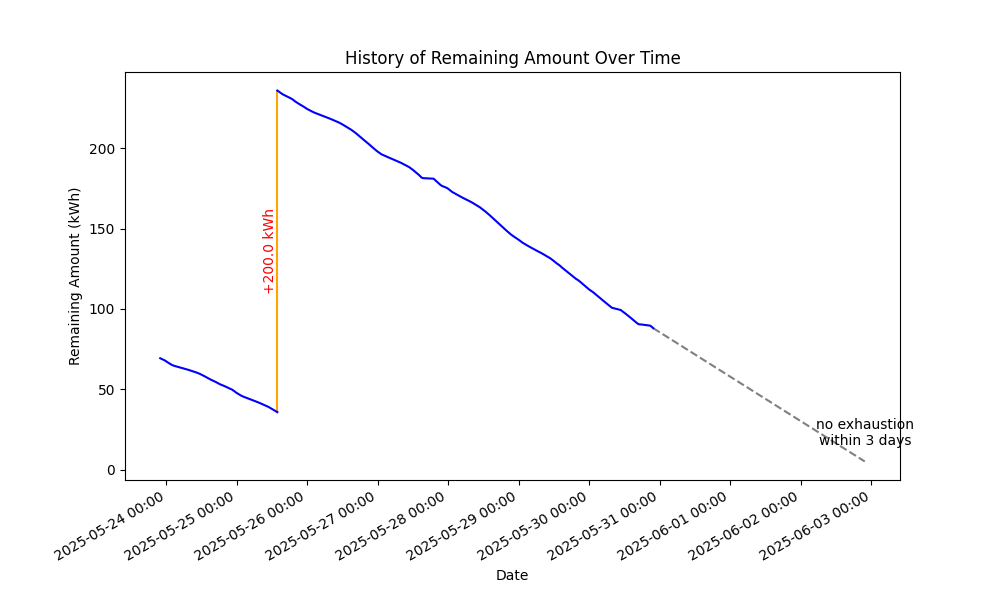 History of Remaining Amount Over Time
Remaining Amount (kWh)
200
150
100
50
0
+200.0 kWh
no exhaustion
within 3 days
2025-05-24 00:00
2025-05-25 00:00
2025-05-26 00:00
2025-05-27 00:00
2025-05-28 00:00
2025-05-29 00:00
2025-05-30 00:00
2025-05-31 00:00
2025-06-01 00:00
2025-06-02 00:00
2025-06-03 00:00
Date